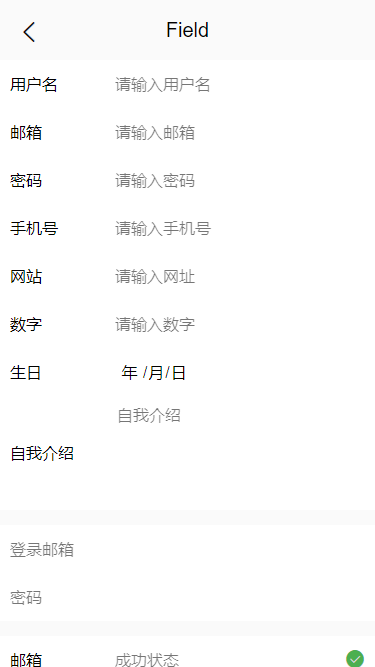 Field
用户名 请输入用户名
邮箱 请输入邮箱
密码 请输入密码
手机号 请输入手机号
网站 请输入网址
数字 请输入数字
生日 年 /月/日
自我介绍
自我介绍
登录邮箱
密码
邮箱 成功状态